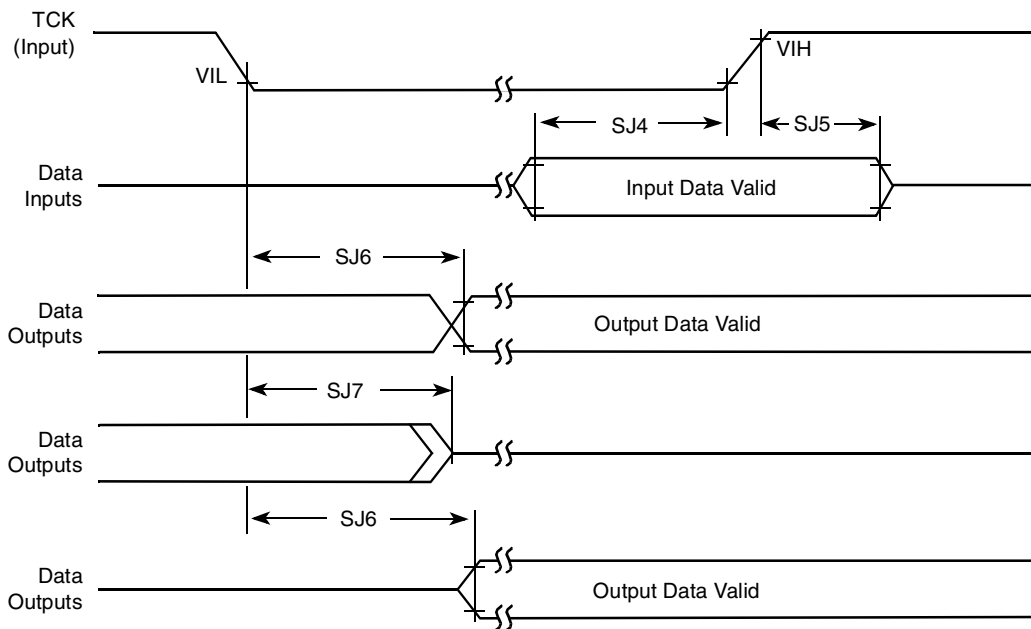 TCK
(Input)
VIL
VIH
SJ4
SJ5
Data
Inputs
Input Data Valid
SJ6
Data
Outputs
Output Data Valid
SJ7
Data
Outputs
SJ6
Data
Outputs
Output Data Valid